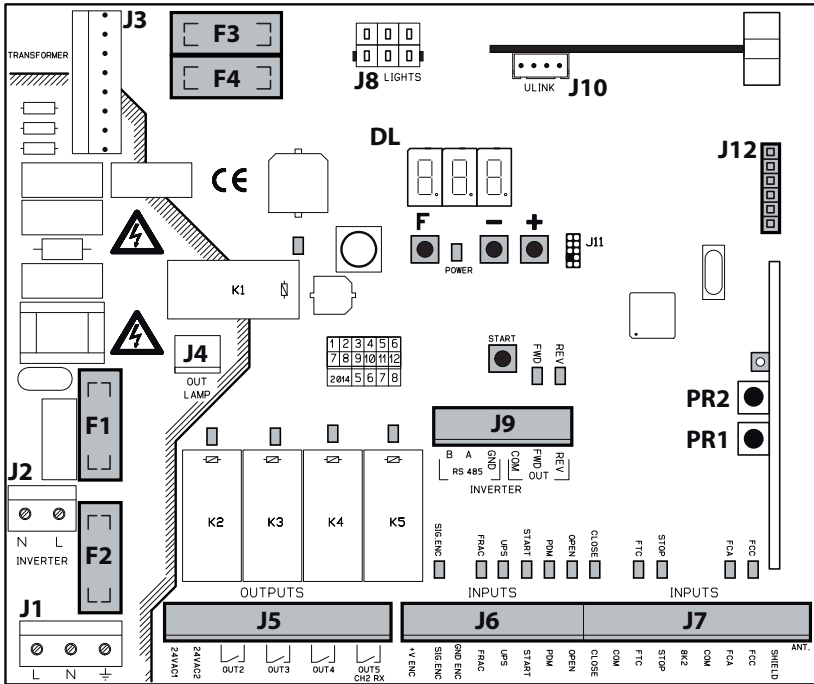 J3
F3
F4
TRANSFORMER
J8 LIGHTS
ULINK
J10
DL
J12
CE
F - +
POWER
J11
K1
J4
OUT
LAMP
1 2 3 4 5 6
7 8 9 10 11 12
2014 5 6 7 8
START
FWD
REV
PR2
PR1
F1
J9
B A GND COM FWD REV
RS 485 OUT
INVERTER
J2
N L
INVERTER
K2 K3 K4 K5
F2
SIG.ENC FRAC UPS START PDM OPEN CLOSE FTC STOP FCA FCC
OUTPUTS INPUTS INPUTS
J1
J5 J6 J7
L N
24VAC1 24VAC2 OUT2 OUT3 OUT4 OUT5
CH2 RX
+V ENC SIG.ENC GND ENC FRAC UPS START PDM OPEN CLOSE COM FTC STOP BK2 COM FCA FCC SHIELD ANT.